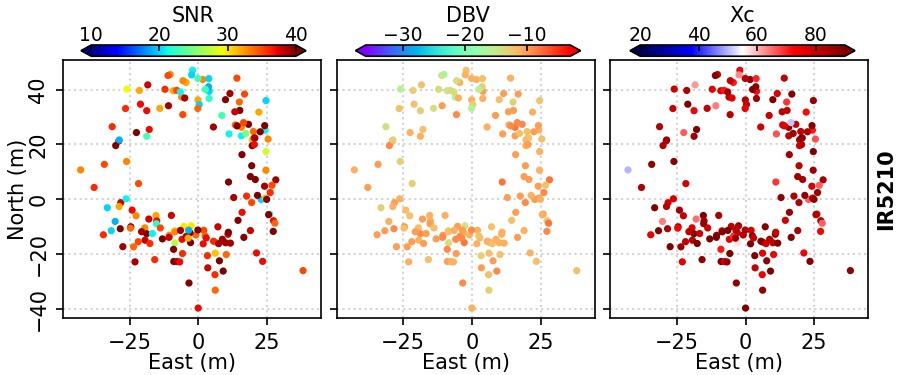 SNR DBV Xc
10 20 30 40 −30 −20 −10 20 40 60 80
40
20
0
−20
−40
North (m)
IR5210
−25 0 25 −25 0 25 −25 0 25
East (m) East (m) East (m)